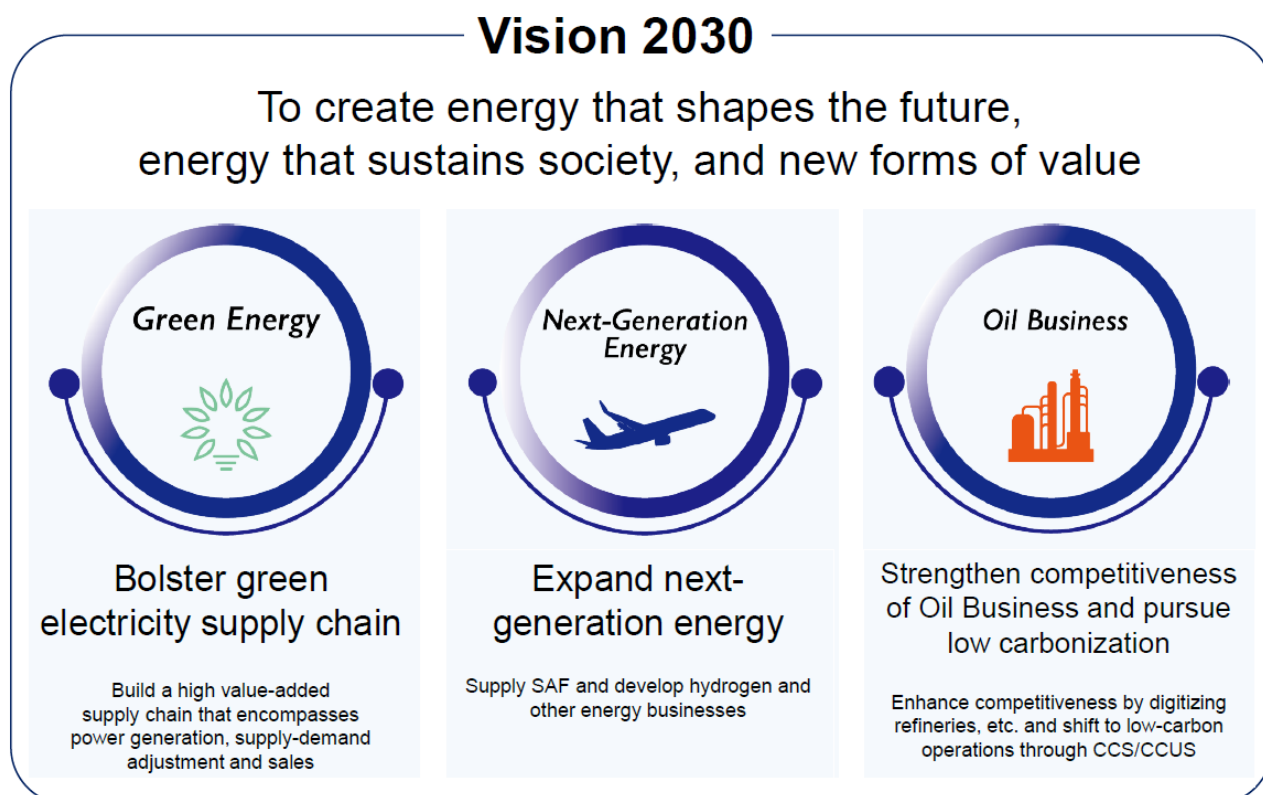 Vision 2030
To create energy that shapes the future,
energy that sustains society, and new forms of value
Green Energy
Bolster green
electricity supply chain
Build a high value-added
supply chain that encompasses
power generation, supply-demand
adjustment and sales
Next-Generation
Energy
Expand next-
generation energy
Supply SAF and develop hydrogen and
other energy businesses
Oil Business
Strengthen competitiveness
of Oil Business and pursue
low carbonization
Enhance competitiveness by digitizing
refineries, etc. and shift to low-carbon
operations through CCS/CCUS